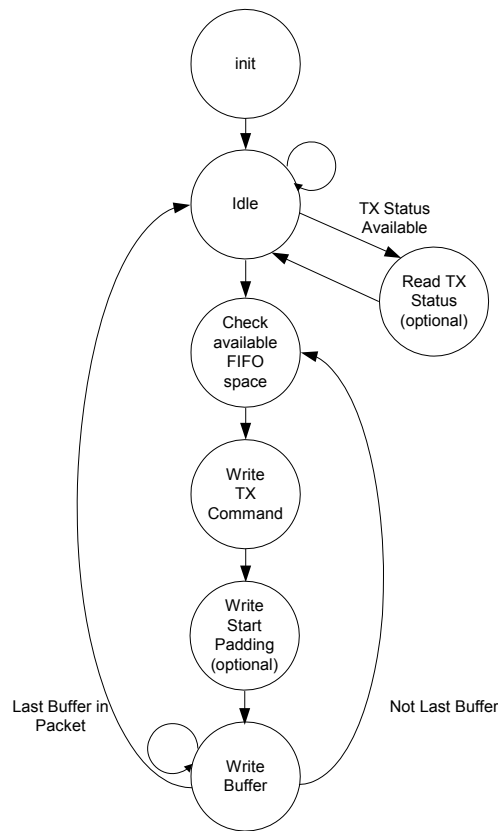 init
Idle
TX Status
Available
Read TX
Status
(optional)
Check
available
FIFO
space
Write
TX
Command
Write
Start
Padding
(optional)
Last Buffer in
Packet
Not Last Buffer
Write
Buffer